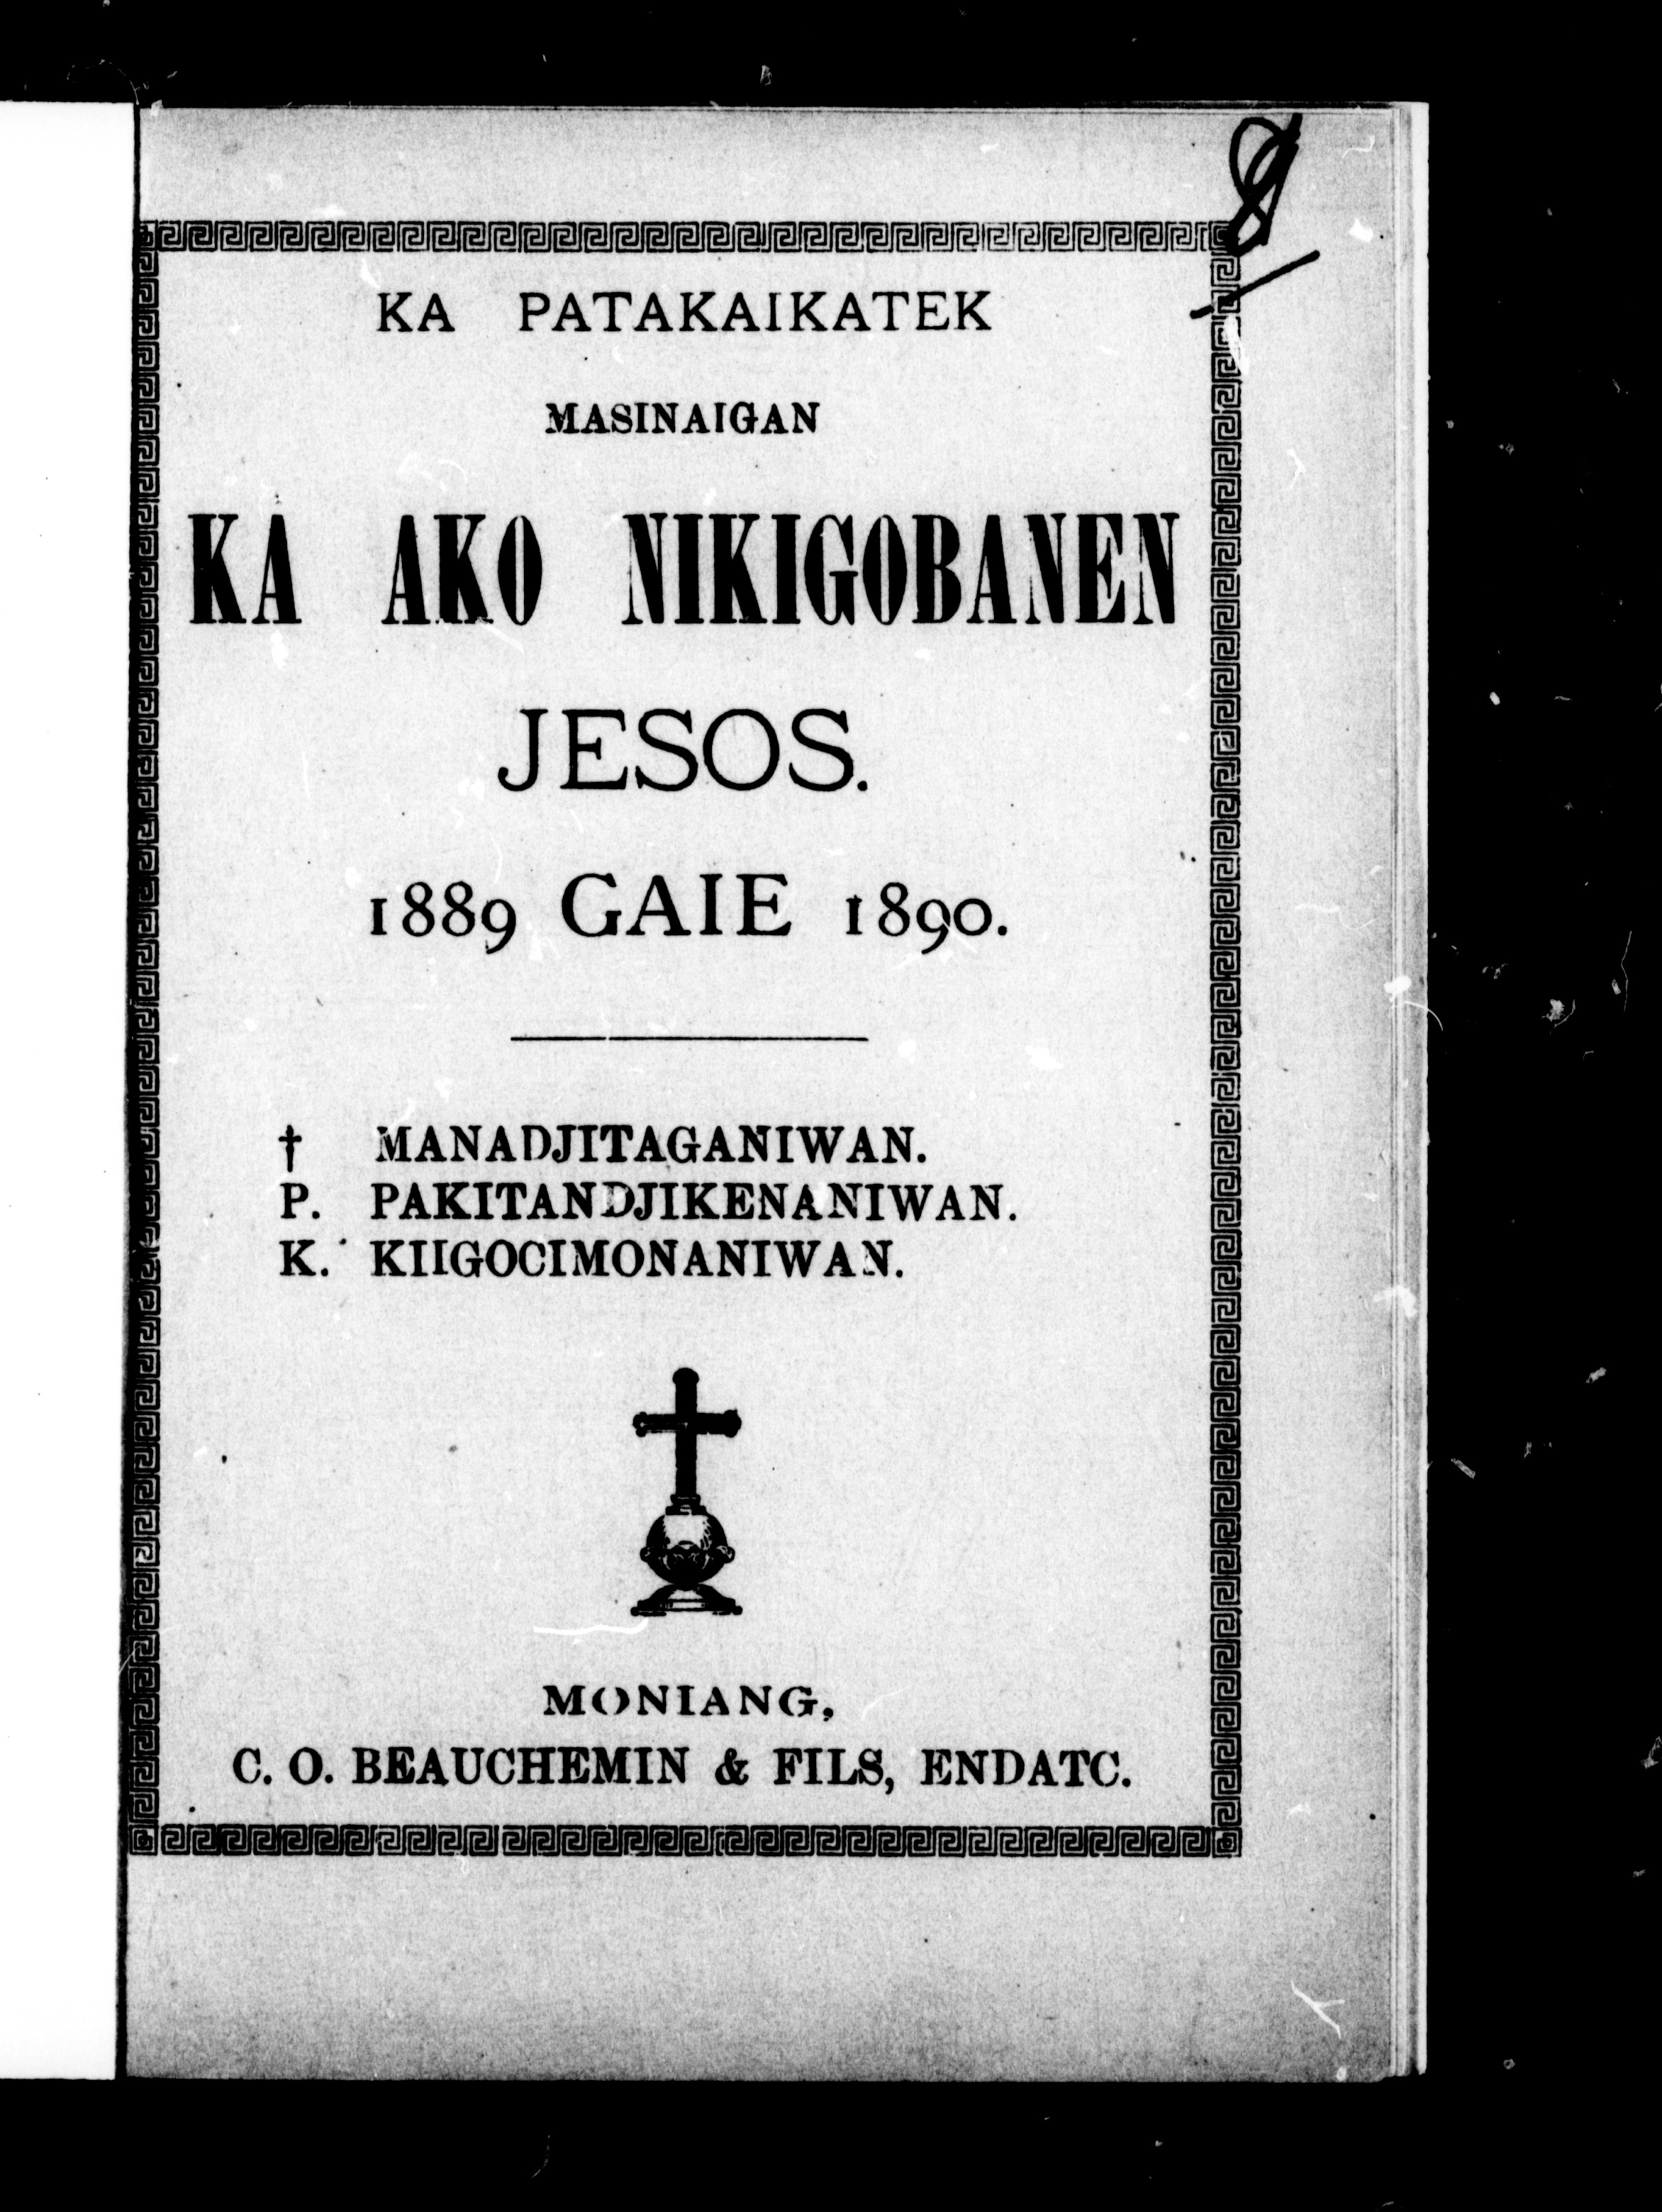 KA PATAKAIKATEK
MASINAIGAN
KA AKO NIKIGOBANEN
JESOS.
1889 GAIE 1890.
† MANADJITAGANIWAN.
P. PAKITANDJIKENANIWAN.
K. KIIGOCIMONANIWAN.
MONIANG,
C. O. BEAUCHEMIN & FILS, ENDATC.